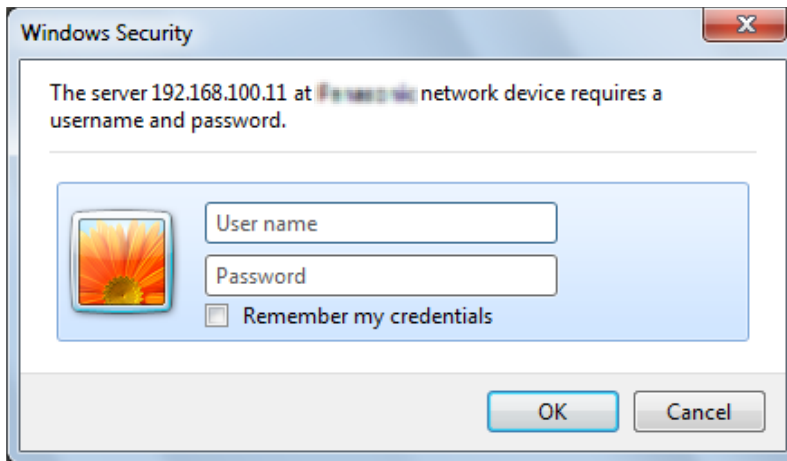 Windows Security
The server 192.168.100.11 at network device requires a
username and password.
User name
Password
Remember my credentials
OK
Cancel